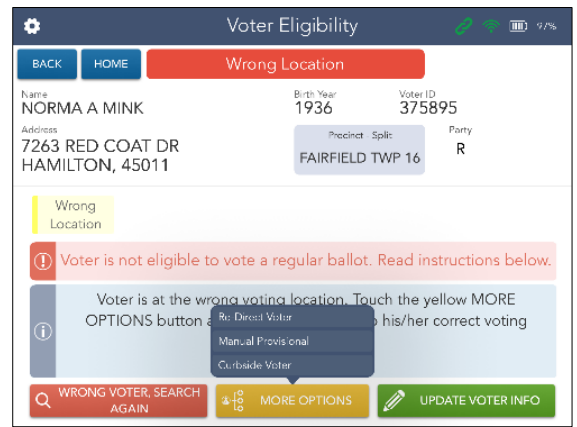 Voter Eligibility
97%
BACK
HOME
Wrong Location
Name
NORMA A MINK
Birth Year
1936
Voter ID
375895
Address
7263 RED COAT DR
HAMILTON, 45011
Precinct Split
FAIRFIELD TWP 16
Party
R
Wrong
Location
Voter is not eligible to vote a regular ballot. Read instructions below.
Voter is at the wrong voting location. Touch the yellow MORE
OPTIONS button his/her correct voting
Re-Direct Voter
Manual Provisional
Curbside Voter
WRONG VOTER, SEARCH
AGAIN
MORE OPTIONS
UPDATE VOTER INFO